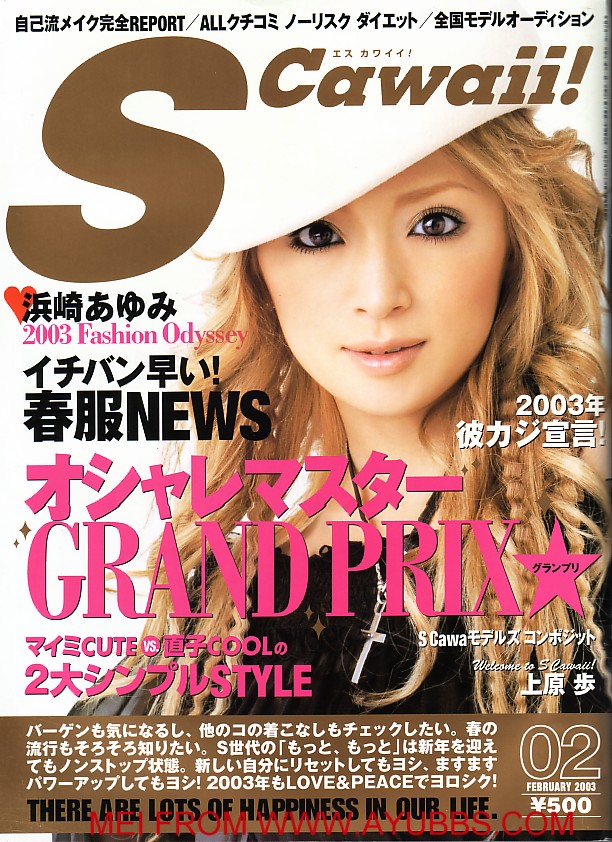 自己流メイク完全REPORT／ALLクチコミ ノーリスク ダイエット／全国モデルオーディション
エス カワイイ!
S Cawaii!
浜崎あゆみ
2003 Fashion Odyssey
イチバン早い!
春服NEWS
2003年
彼カジ宣言!
オシャレマスター
GRAND PRIX
グランプリ
マイミCUTE VS. 直子COOLの
2大シンプルSTYLE
S Cawaモデルズ コンポジット
Welcome to S Cawaii!
上原 歩
バーゲンも気になるし、他のコの着こなしもチェックしたい。春の
流行もそろそろ知りたい。S世代の「もっと、もっと」は新年を迎え
てもノンストップ状態。新しい自分にリセットしてもヨシ、ますます
パワーアップしてもヨシ! 2003年もLOVE&PEACEでヨロシク!
THERE ARE LOTS OF HAPPINESS IN OUR LIFE.
02
FEBRUARY 2003
¥500
MEI FROM WWW.AYUBBS.COM